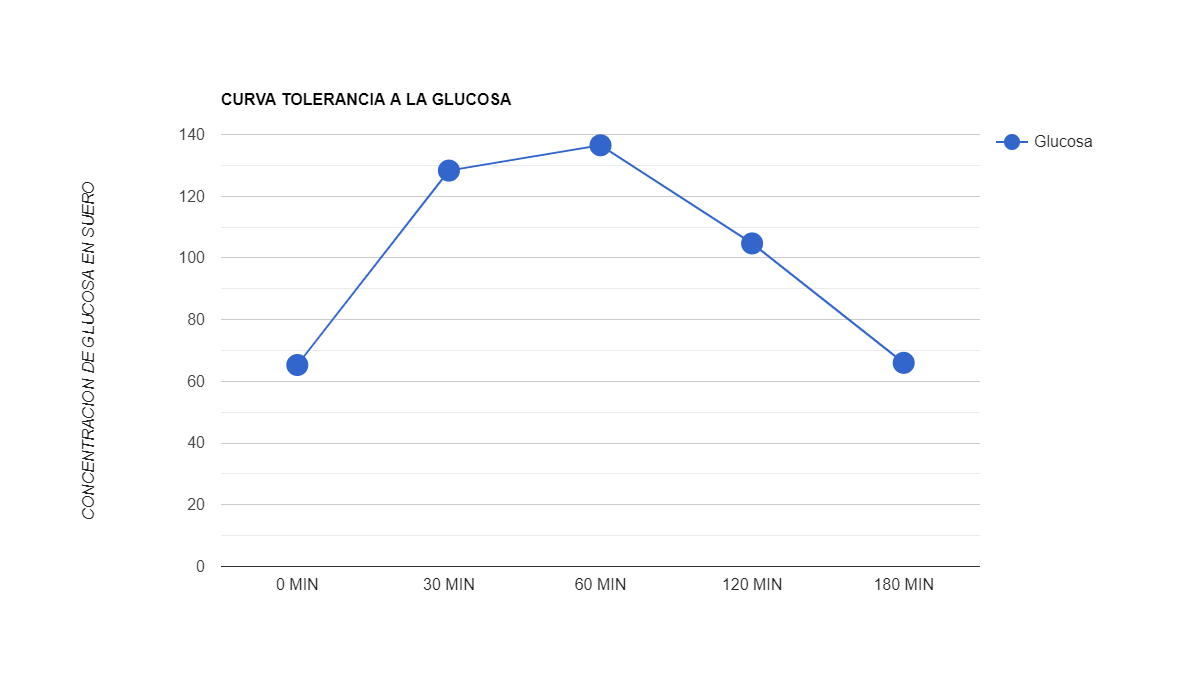 CURVA TOLERANCIA A LA GLUCOSA
Glucosa
CONCENTRACION DE GLUCOSA EN SUERO
140
120
100
80
60
40
20
0
0 MIN
30 MIN
60 MIN
120 MIN
180 MIN